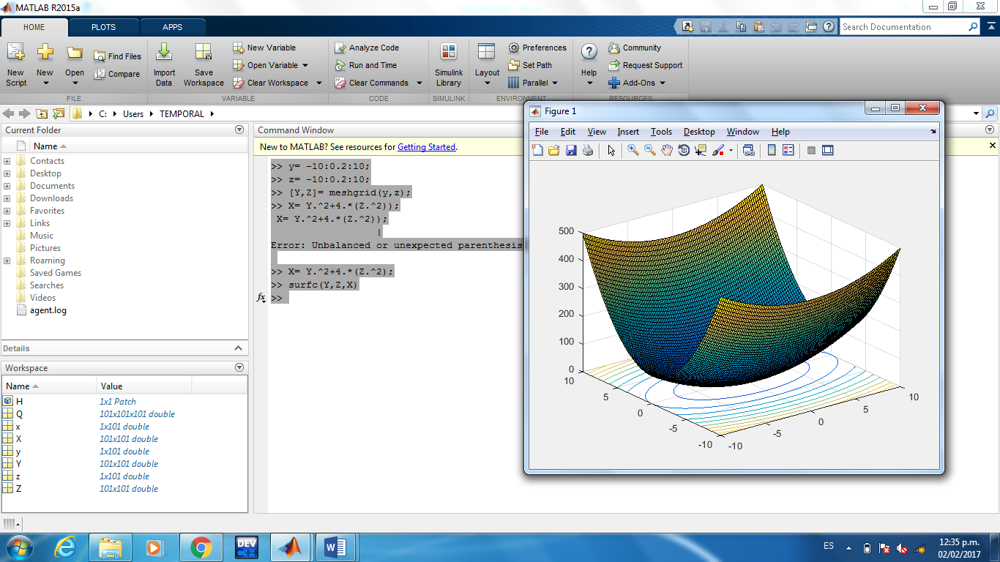 MATLAB R2015a
HOME PLOTS APPS
Search Documentation
New Script
New
Open
Find Files
Compare
FILE
Import Data
Save Workspace
New Variable
Open Variable
Clear Workspace
VARIABLE
Analyze Code
Run and Time
Clear Commands
CODE
Simulink Library
SIMULINK
Layout
Preferences
Set Path
Parallel
ENVIRONMENT
Help
Community
Request Support
Add-Ons
RESOURCES
C: Users TEMPORAL
Current Folder
Name
Contacts
Desktop
Documents
Downloads
Favorites
Links
Music
Pictures
Roaming
Saved Games
Searches
Videos
agent.log
Details
Workspace
Name Value
H 1x1 Patch
Q 101x101x101 double
x 1x101 double
X 101x101 double
y 1x101 double
Y 101x101 double
z 1x101 double
Z 101x101 double
Command Window
New to MATLAB? See resources for Getting Started.
>> y= -10:0.2:10;
>> z= -10:0.2:10;
>> [Y,Z]= meshgrid(y,z);
>> X= Y.^2+4.*(Z.^2));
X= Y.^2+4.*(Z.^2));
|
Error: Unbalanced or unexpected parenthesis
>> X= Y.^2+4.*(Z.^2);
>> surfc(Y,Z,X)
>>
fx
Figure 1
File Edit View Insert Tools Desktop Window Help
500
400
300
200
100
0
10
5
0
-5
-10
-10
-5
0
5
10
DEV C++
ES
12:35 p.m.
02/02/2017